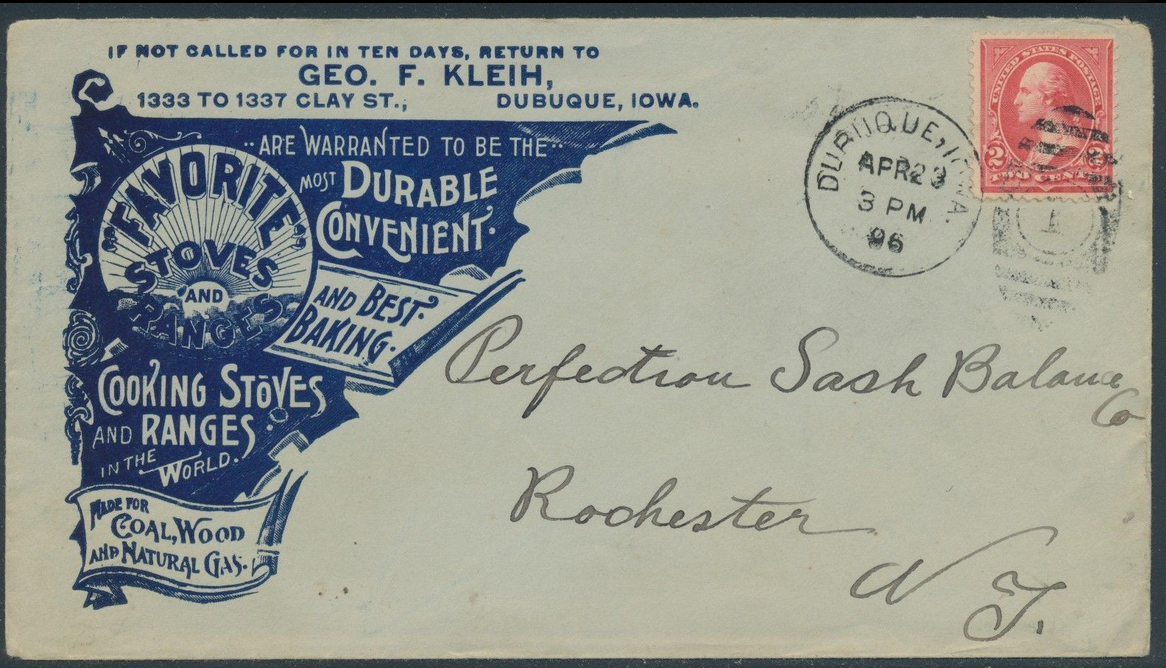 IF NOT CALLED FOR IN TEN DAYS, RETURN TO
GEO. F. KLEIH,
1333 TO 1337 CLAY ST., DUBUQUE, IOWA.
"FAVORITE"
STOVES
AND
RANGES
ARE WARRANTED TO BE THE
MOST DURABLE
CONVENIENT.
AND BEST
BAKING.
COOKING STOVES
AND RANGES
IN THE WORLD.
MADE FOR
COAL, WOOD
AND NATURAL GAS.
UNITED STATES POSTAGE
2 2
TWO CENTS
DUBUQUE, IOWA.
APR 23
3 PM
96
1
Perfection Sash Balance
Co
Rochester
N Y.